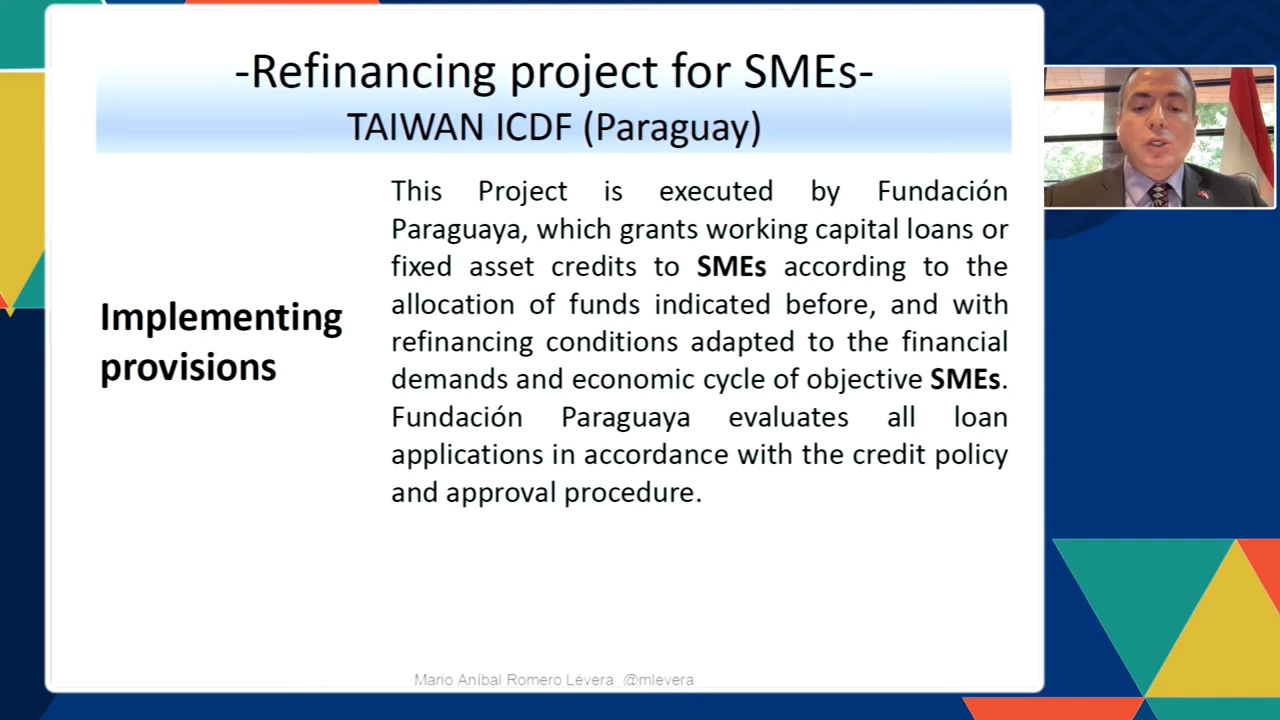 -Refinancing project for SMEs-
TAIWAN ICDF (Paraguay)
Implementing
provisions
This Project is executed by Fundación
Paraguaya, which grants working capital loans or
fixed asset credits to SMEs according to the
allocation of funds indicated before, and with
refinancing conditions adapted to the financial
demands and economic cycle of objective SMEs.
Fundación Paraguaya evaluates all loan
applications in accordance with the credit policy
and approval procedure.
Mario Aníbal Romero Lévera @mlevera